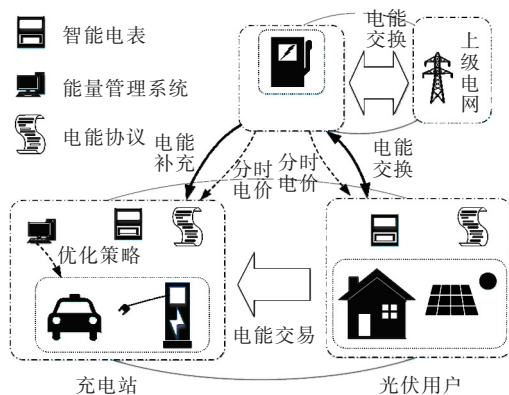 智能电表
能量管理系统
电能协议
电能
交换
上
级
电
网
电能
补充
分时
电价
分时
电价
电能
交换
优化策略
电能交易
充电站
光伏用户